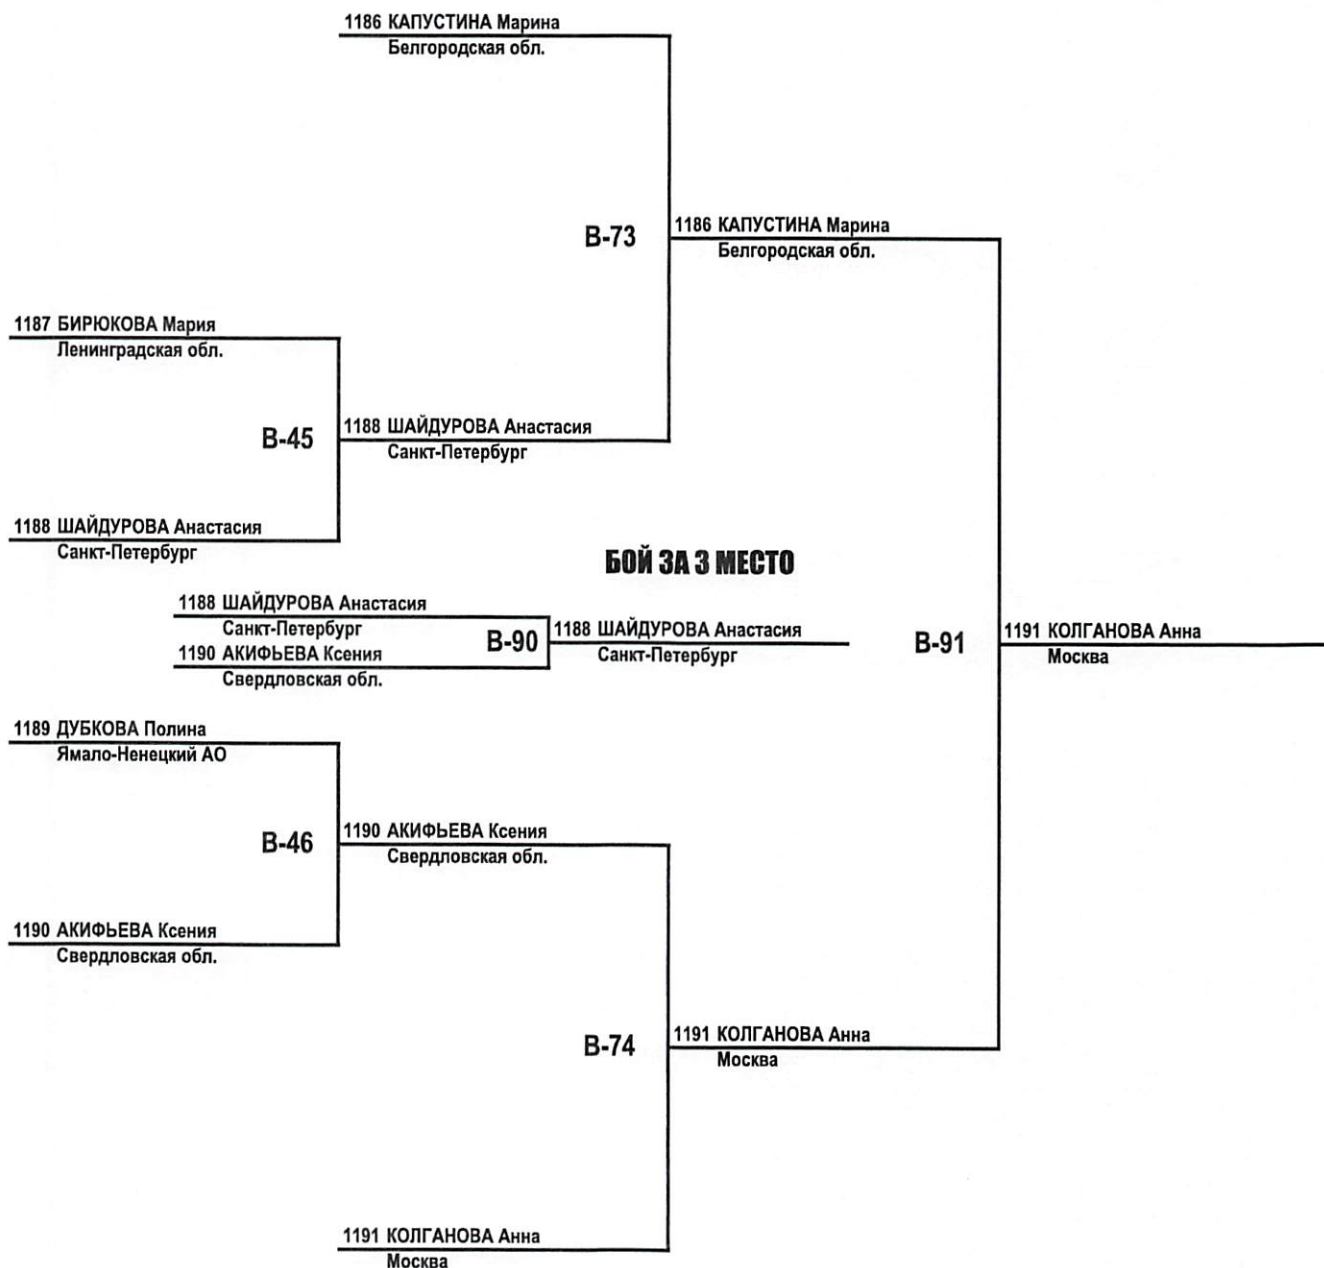 1186 КАПУСТИНА Марина
Белгородская обл.
B-73
1186 КАПУСТИНА Марина
Белгородская обл.
1187 БИРЮКОВА Мария
Ленинградская обл.
B-45
1188 ШАЙДУРОВА Анастасия
Санкт-Петербург
1188 ШАЙДУРОВА Анастасия
Санкт-Петербург
БОЙ ЗА 3 МЕСТО
1188 ШАЙДУРОВА Анастасия
Санкт-Петербург
1190 АКИФЬЕВА Ксения
Свердловская обл.
B-90
1188 ШАЙДУРОВА Анастасия
Санкт-Петербург
B-91
1191 КОЛГАНОВА Анна
Москва
1189 ДУБКОВА Полина
Ямало-Ненецкий АО
B-46
1190 АКИФЬЕВА Ксения
Свердловская обл.
1190 АКИФЬЕВА Ксения
Свердловская обл.
B-74
1191 КОЛГАНОВА Анна
Москва
1191 КОЛГАНОВА Анна
Москва